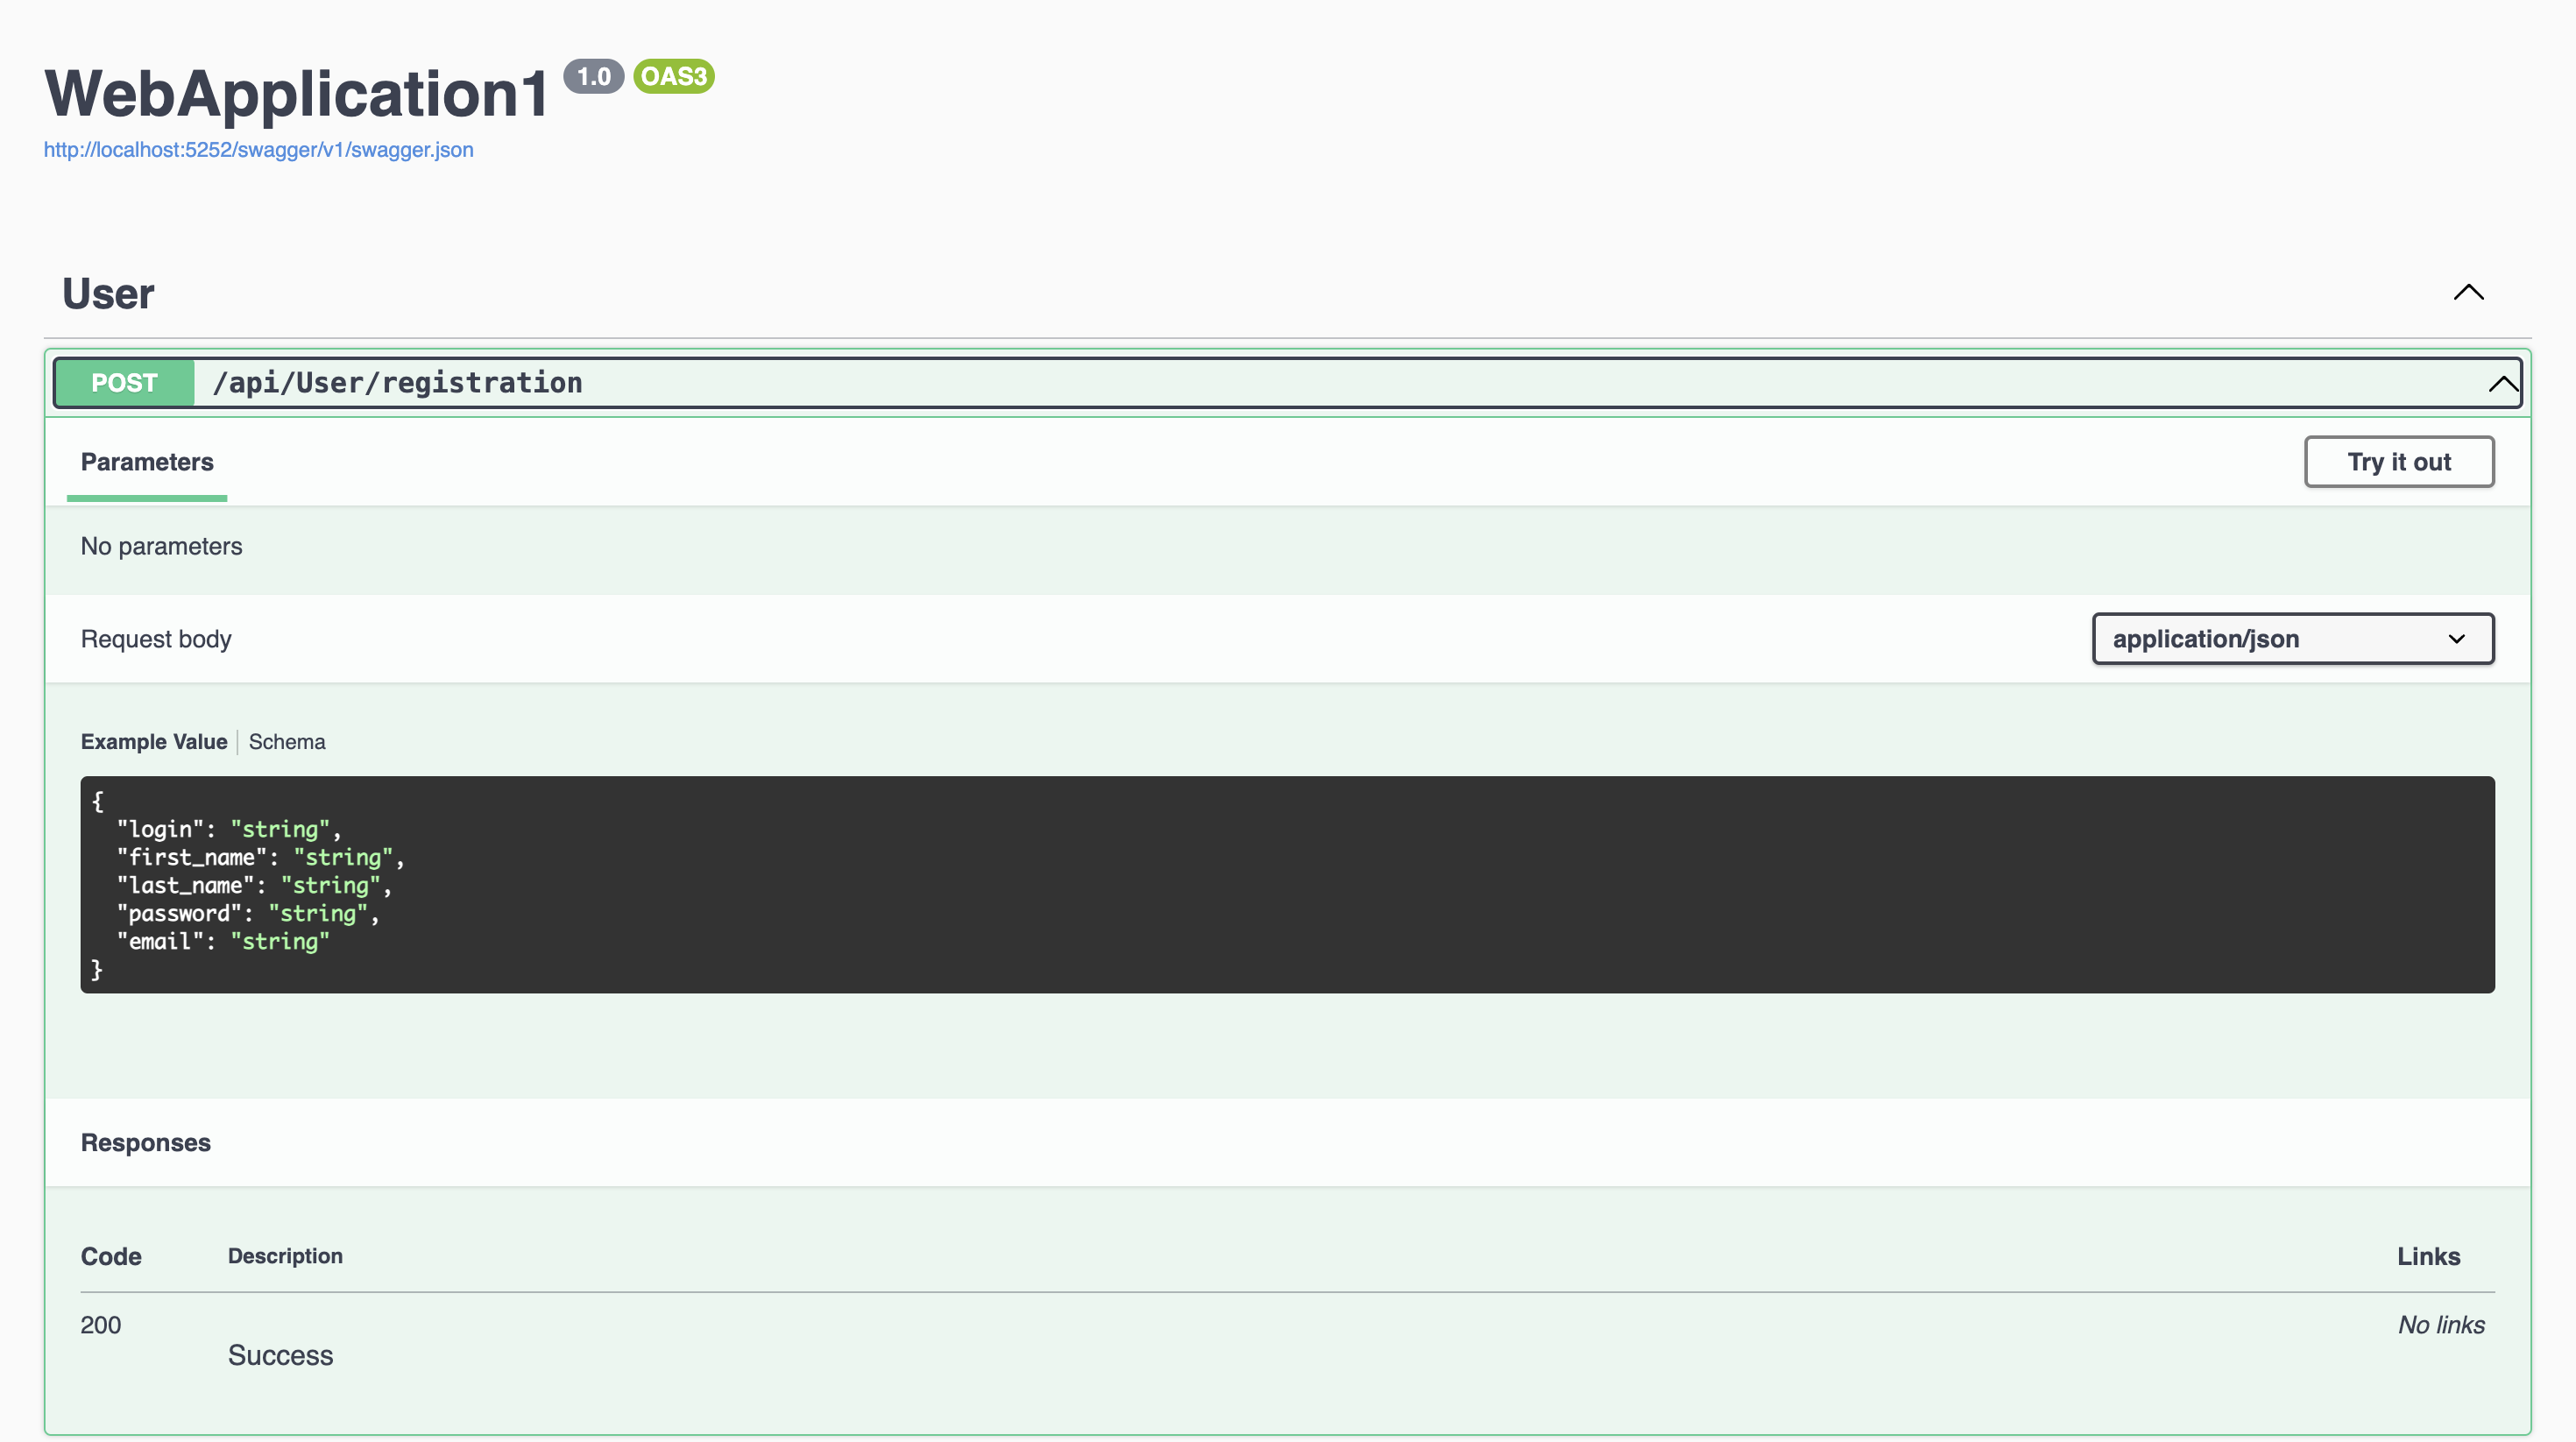 WebApplication1 1.0 OAS3
http://localhost:5252/swagger/v1/swagger.json
User
POST /api/User/registration
Parameters
Try it out
No parameters
Request body
application/json
Example Value | Schema
{
  "login": "string",
  "first_name": "string",
  "last_name": "string",
  "password": "string",
  "email": "string"
}
Responses
Code Description Links
200 No links
Success